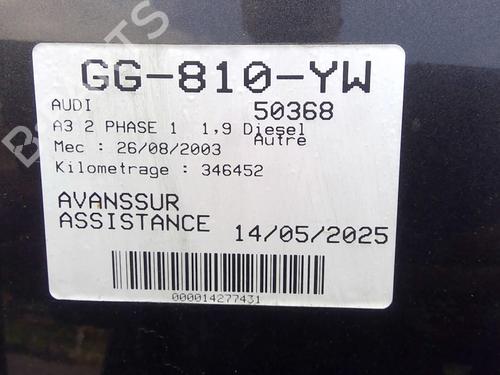 GG-810-YW
AUDI 50368
A3 2 PHASE 1 1,9 Diesel
Autre
Mec : 26/08/2003
Kilometrage : 346452
AVANSSUR
ASSISTANCE 14/05/2025
000014277431